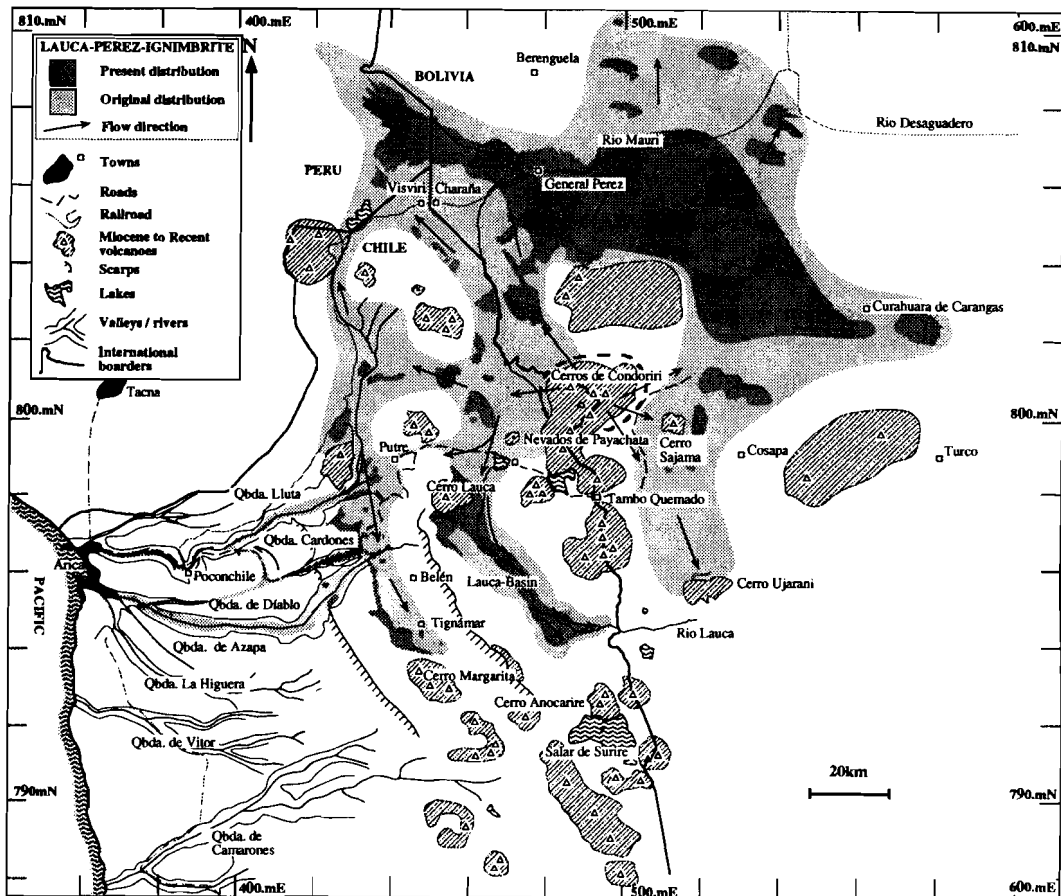 810.mN
400.mE
500.mE
600.mE
810.mN
LAUCA-PEREZ-IGNIMBRITE
Present distribution
Original distribution
Flow direction
Towns
Roads
Railroad
Miocene to Recent
volcanoes
Scarps
Lakes
Valleys / rivers
International
boarders
N
BOLIVIA
Berenguela
Rio Mauri
Rio Desaguadero
PERU
General Perez
Visviri
Charaña
CHILE
Curahuara de Carangas
Tacna
Cerros de Condoriri
800.mN
800.mN
Nevados de Payachata
Cerro
Sajama
Cosapa
Turco
Putre
Cerro Lauca
Tambo Quemado
Qbda. Lluta
Qbda. Cardones
Arica
Poconchile
PACIFIC
Belén
Lauca-Basin
Cerro Ujarani
Qbda. de Diablo
Tignámar
Rio Lauca
Qbda. de Azapa
Qbda. La Higuera
Cerro Margarita
Cerro Anocarire
Qbda. de Vitor
Salar de Surire
20km
790mN
790.mN
Qbda. de
Camarones
400.mE
500.mE
600.mE